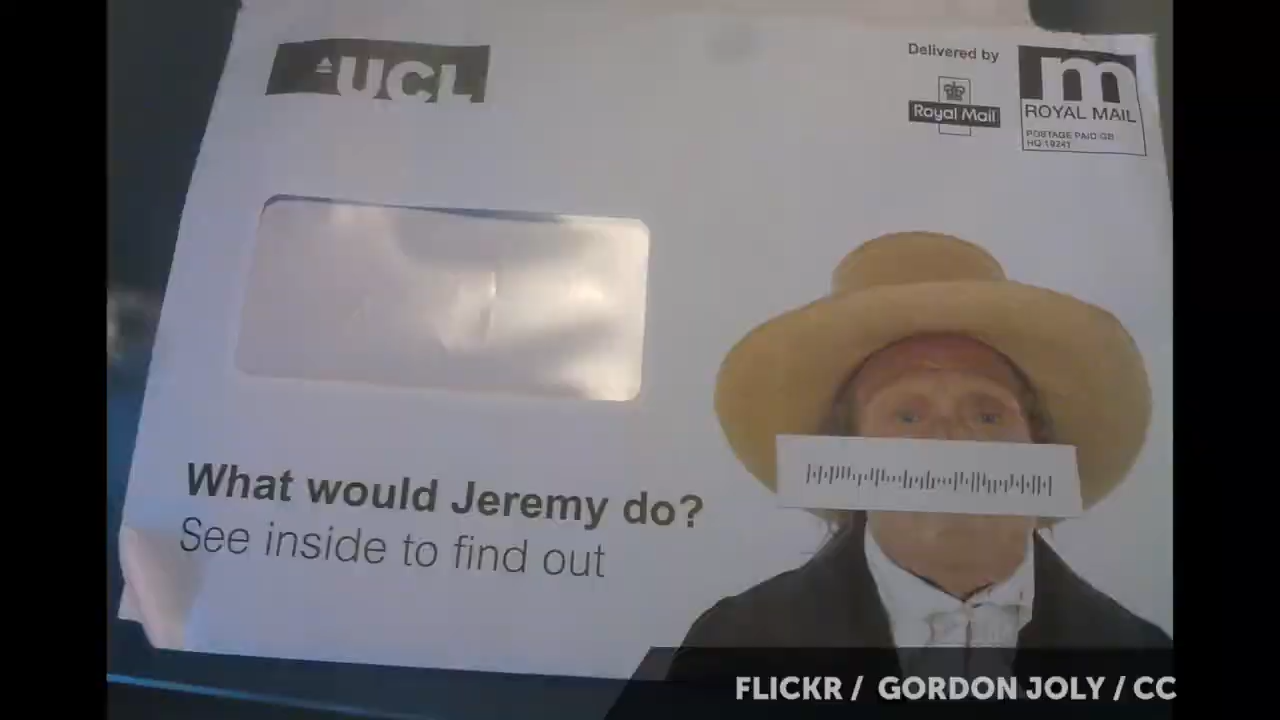 UCL
Delivered by
Royal Mail
m
ROYAL MAIL
POSTAGE PAID GB
HQ 19241
What would Jeremy do?
See inside to find out
FLICKR / GORDON JOLY / CC